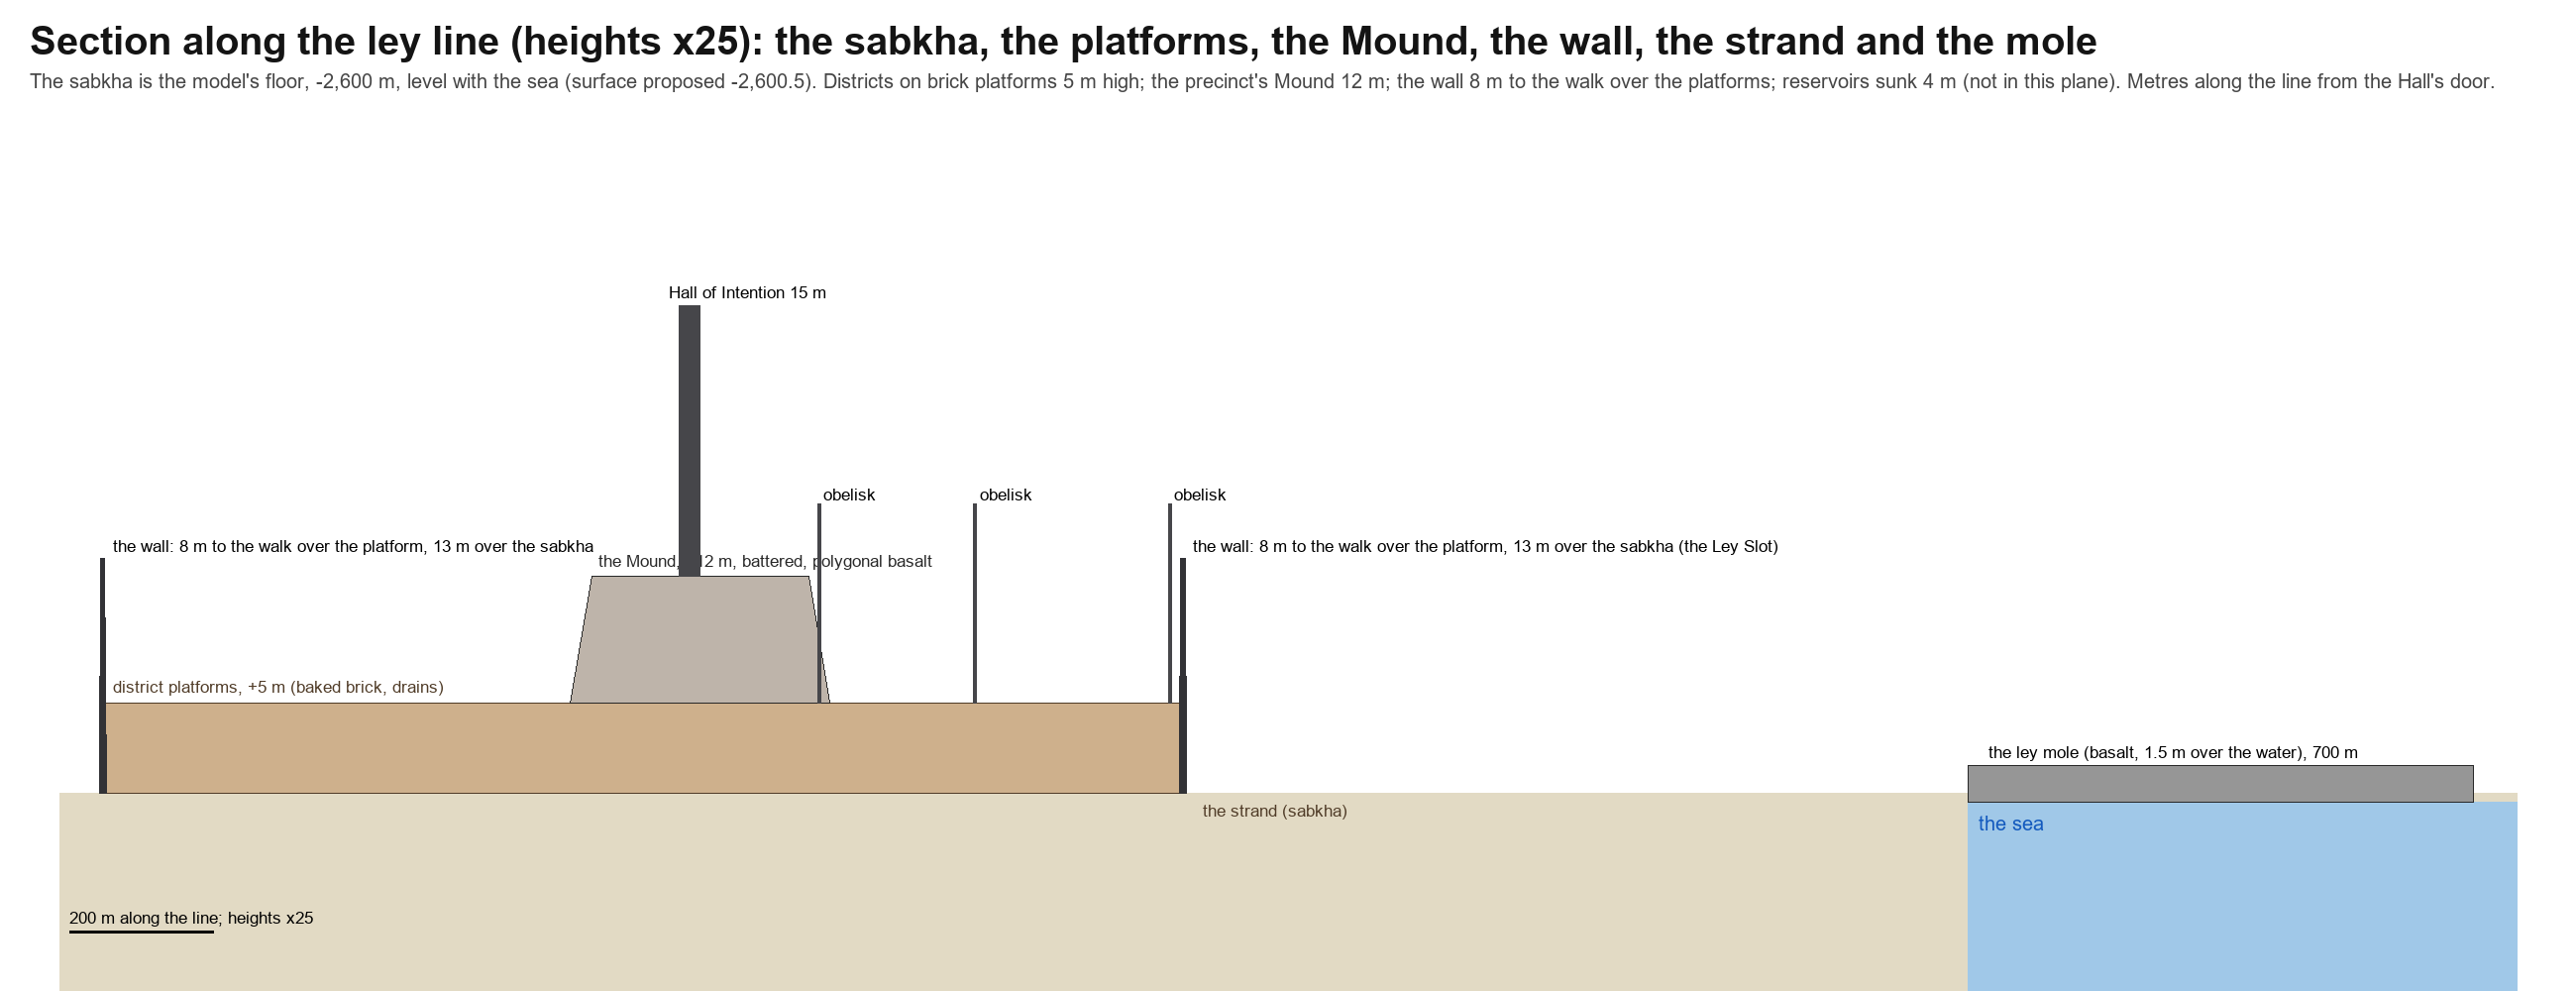 Section along the ley line (heights x25): the sabkha, the platforms, the Mound, the wall, the strand and the mole
The sabkha is the model's floor, -2,600 m, level with the sea (surface proposed -2,600.5). Districts on brick platforms 5 m high; the precinct's Mound 12 m; the wall 8 m to the walk over the platforms; reservoirs sunk 4 m (not in this plane). Metres along the line from the Hall's door.
Hall of Intention 15 m
obelisk
obelisk
obelisk
the wall: 8 m to the walk over the platform, 13 m over the sabkha
the wall: 8 m to the walk over the platform, 13 m over the sabkha (the Ley Slot)
the Mound, 12 m, battered, polygonal basalt
district platforms, +5 m (baked brick, drains)
the ley mole (basalt, 1.5 m over the water), 700 m
the strand (sabkha)
the sea
200 m along the line; heights x25